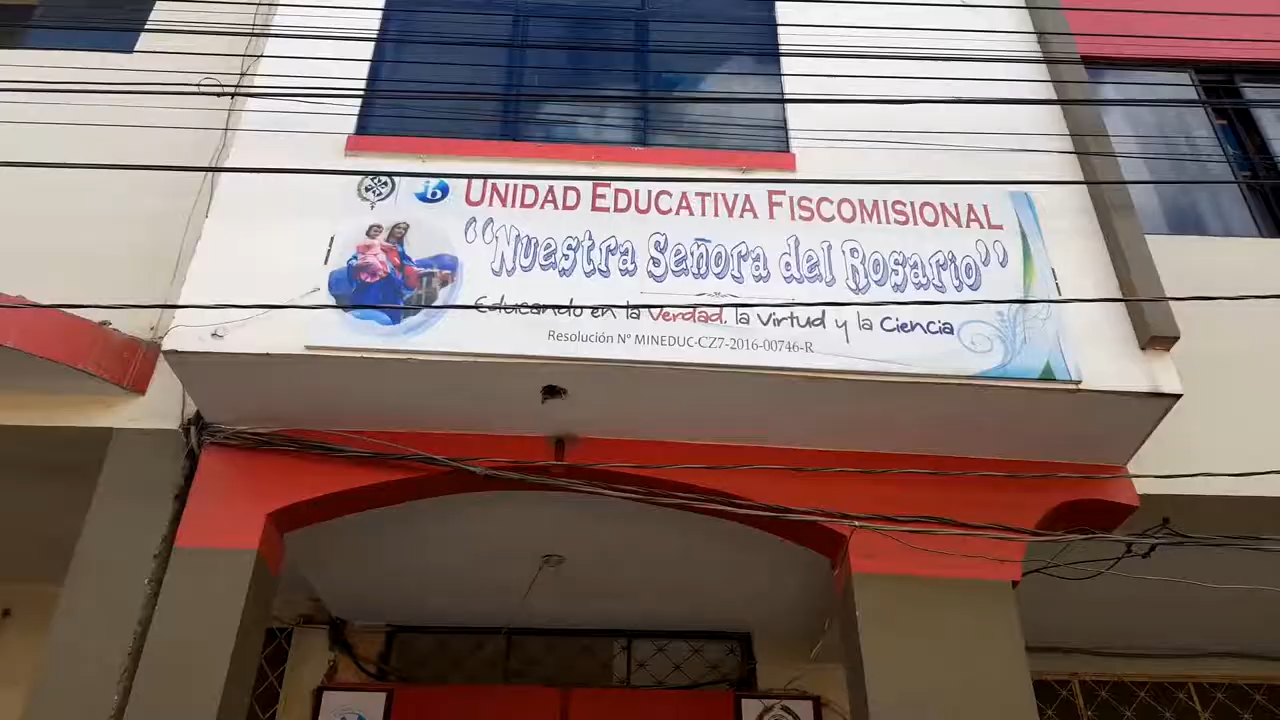 ib
UNIDAD EDUCATIVA FISCOMISIONAL
“Nuestra Señora del Rosario”
Educando en la Verdad, la Virtud y la Ciencia
Resolución Nº MINEDUC-CZ7-2016-00746-R